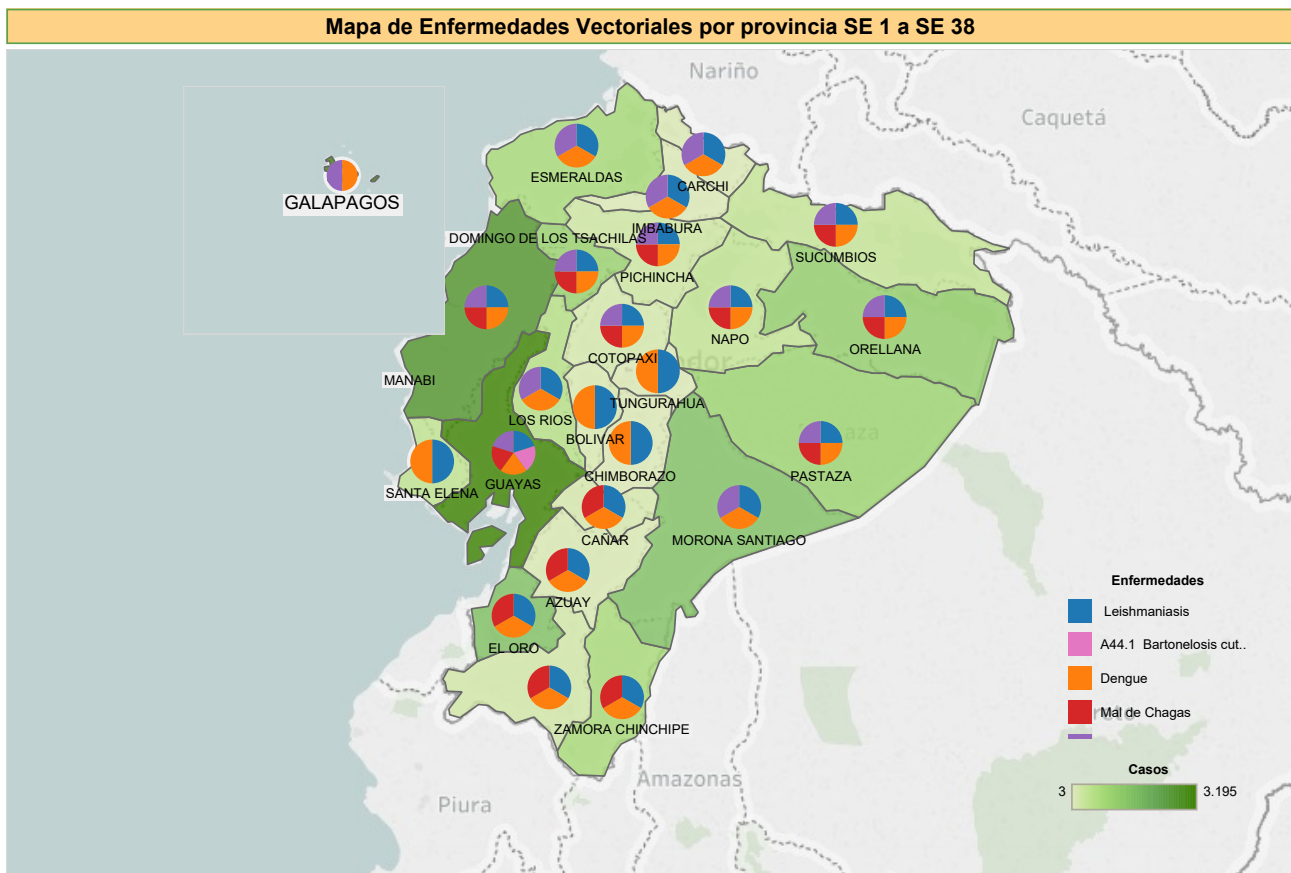 Mapa de Enfermedades Vectoriales por provincia SE 1 a SE 38
Nariño
Caquetá
ESMERALDAS
CARCHI
GALAPAGOS
IMBABURA
DOMINGO DE LOS TSACHILAS
SUCUMBIOS
PICHINCHA
NAPO
ORELLANA
COTOPAXI
MANABI
TUNGURAHUA
LOS RIOS
BOLIVAR
CHIMBORAZO
PASTAZA
GUAYAS
SANTA ELENA
CAÑAR
MORONA SANTIAGO
AZUAY
EL ORO
ZAMORA CHINCHIPE
Amazonas
Piura
Enfermedades
Leishmaniasis
A44.1 Bartonelosis cut..
Dengue
Mal de Chagas
Casos
3
3.195